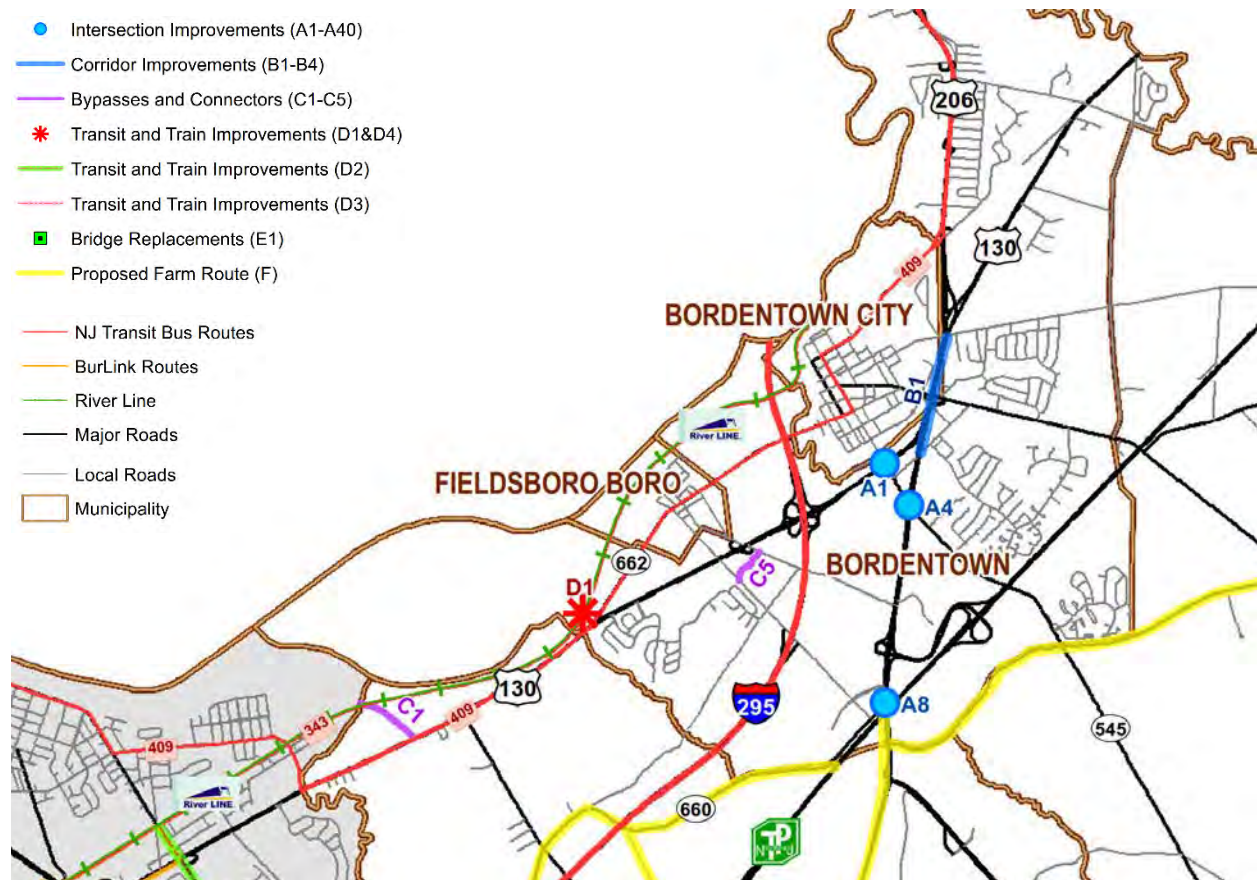 Intersection Improvements (A1-A40)
Corridor Improvements (B1-B4)
Bypasses and Connectors (C1-C5)
Transit and Train Improvements (D1&D4)
Transit and Train Improvements (D2)
Transit and Train Improvements (D3)
Bridge Replacements (E1)
Proposed Farm Route (F)
NJ Transit Bus Routes
BurLink Routes
River Line
Major Roads
Local Roads
Municipality
206
130
409
BORDENTOWN CITY
B1
River LINE
FIELDSBORO BORO
A1
A4
662
C5
BORDENTOWN
D1
130
295
A8
C1
409
343
409
545
River LINE
660